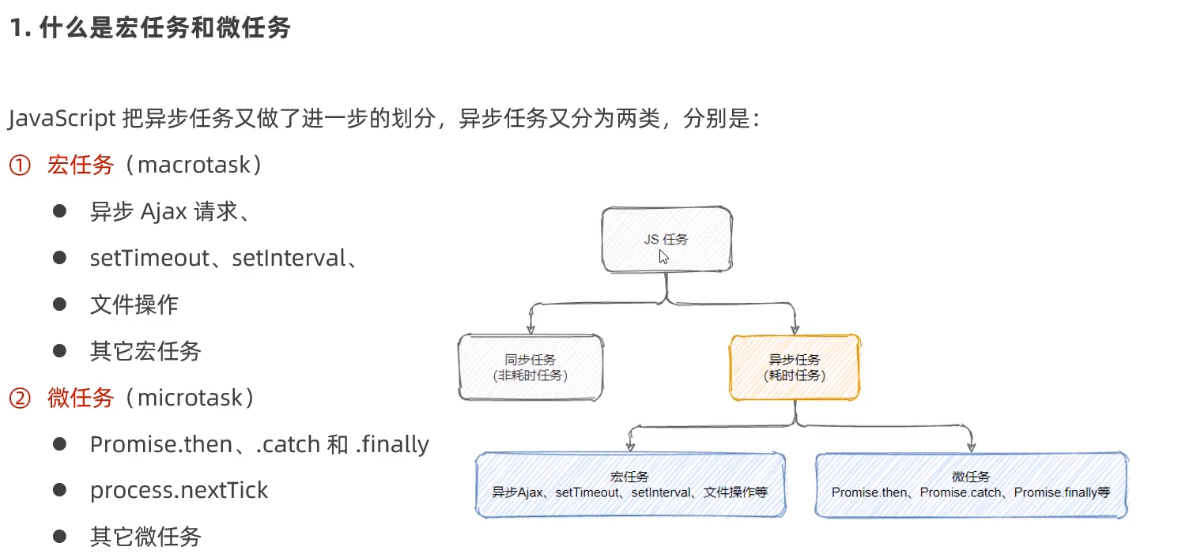 1. 什么是宏任务和微任务
JavaScript 把异步任务又做了进一步的划分，异步任务又分为两类，分别是：
① 宏任务（macrotask）
● 异步 Ajax 请求、
● setTimeout、setInterval、
● 文件操作
● 其它宏任务
② 微任务（microtask）
● Promise.then、.catch 和 .finally
● process.nextTick
● 其它微任务
JS 任务
同步任务
(非耗时任务)
异步任务
(耗时任务)
宏任务
异步Ajax、setTimeout、setInterval、文件操作等
微任务
Promise.then、Promise.catch、Promise.finally等